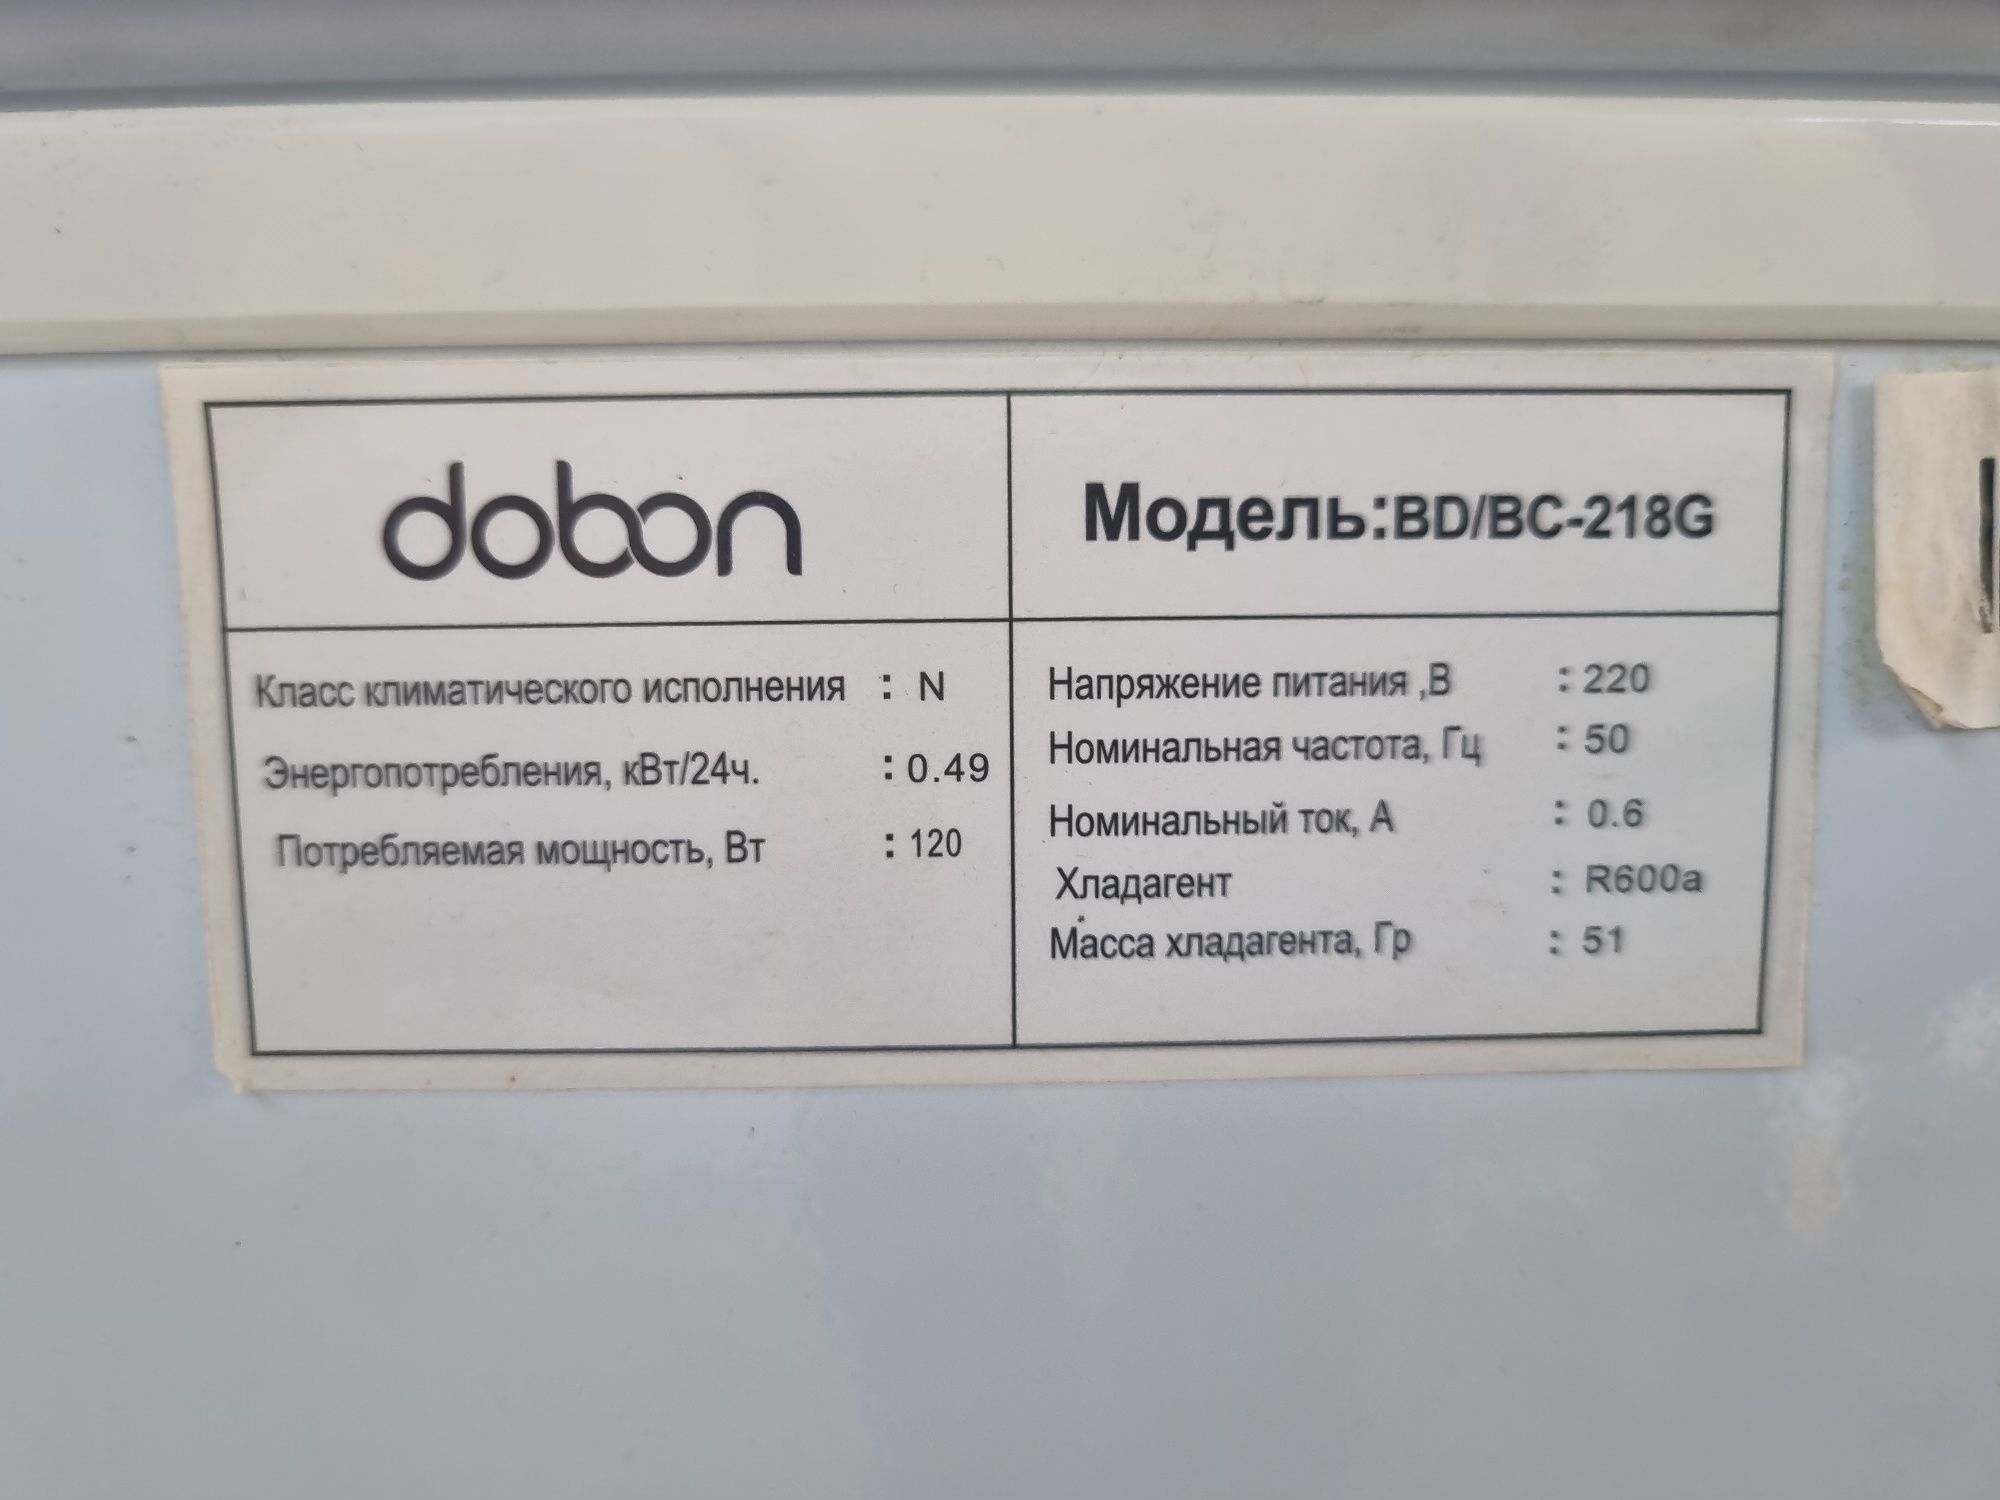 dobon
Модель:BD/BC-218G
Класс климатического исполнения : N
Энергопотребления, кВт/24ч. : 0.49
Потребляемая мощность, Вт : 120
Напряжение питания ,В : 220
Номинальная частота, Гц : 50
Номинальный ток, А : 0.6
Хладагент : R600a
Масса хладагента, Гр : 51